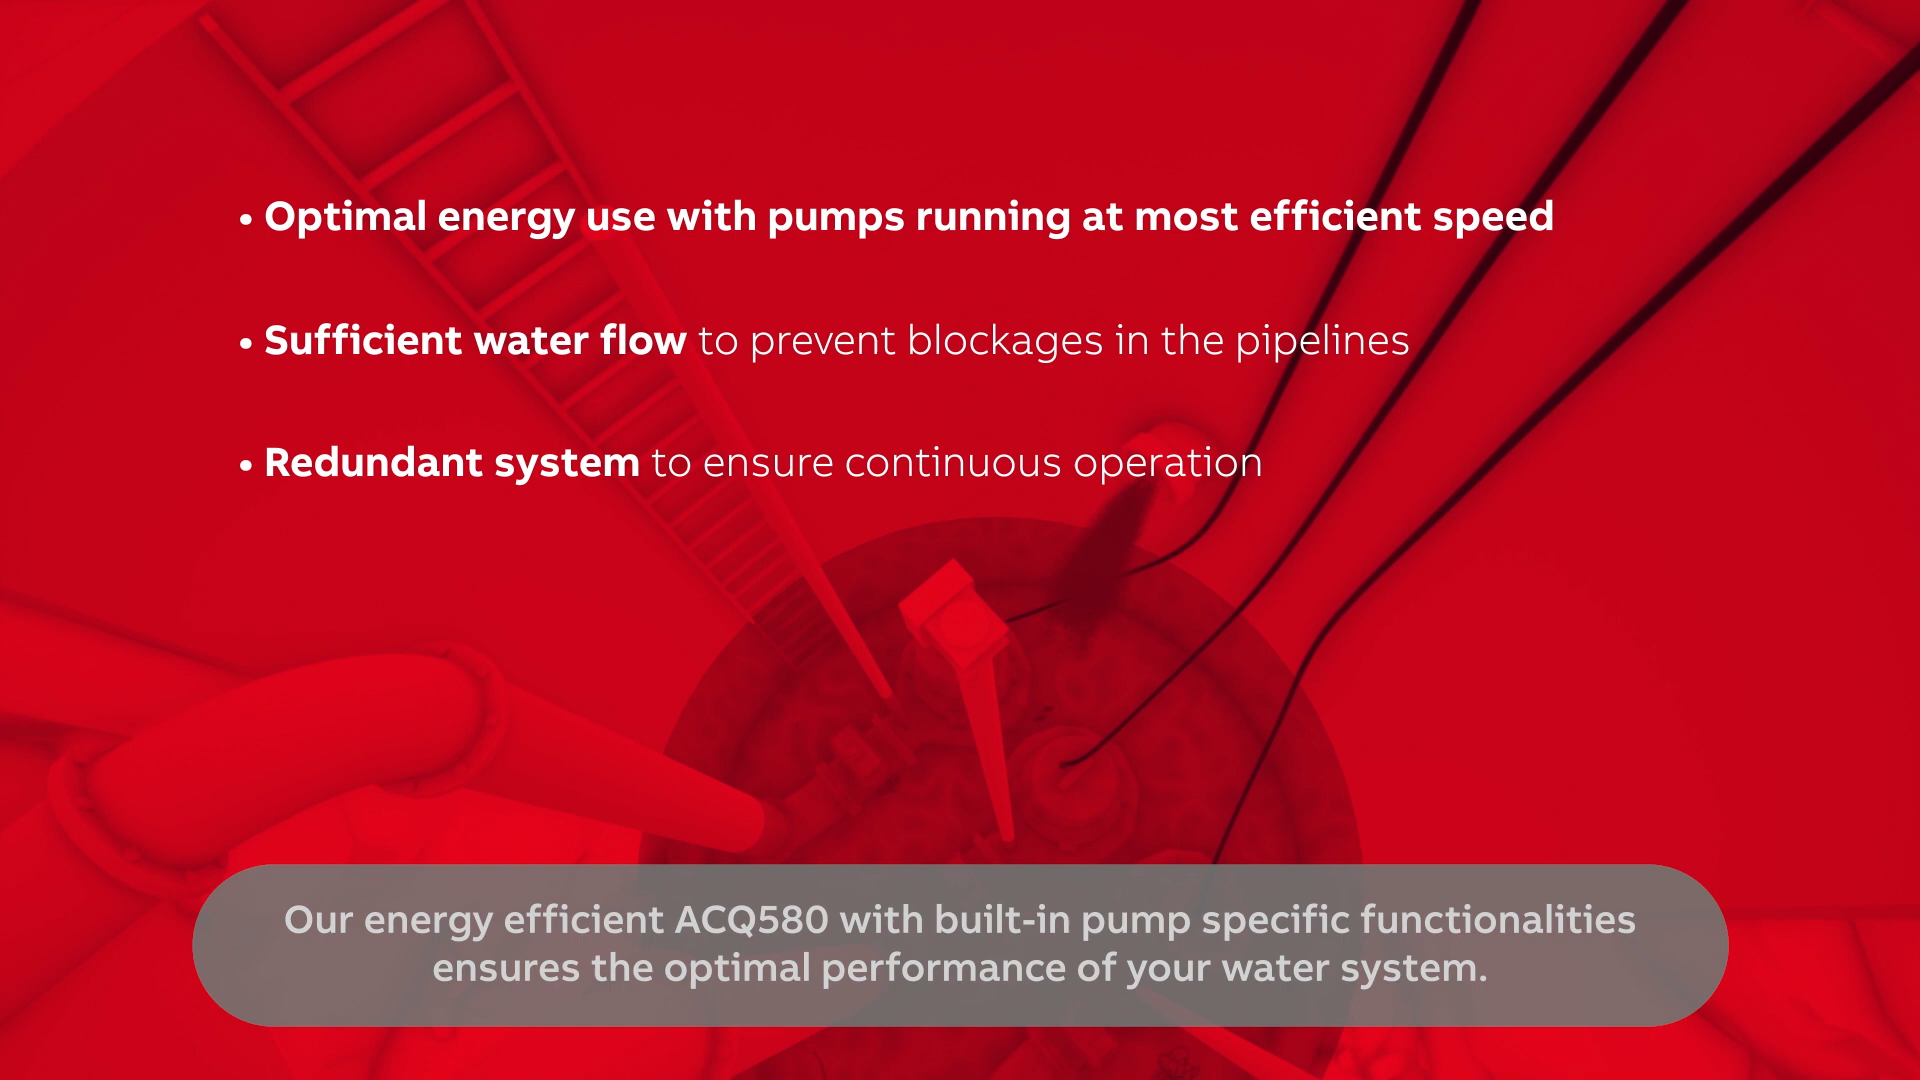 • Optimal energy use with pumps running at most efficient speed
• Sufficient water flow to prevent blockages in the pipelines
• Redundant system to ensure continuous operation
Our energy efficient ACQ580 with built-in pump specific functionalities
ensures the optimal performance of your water system.